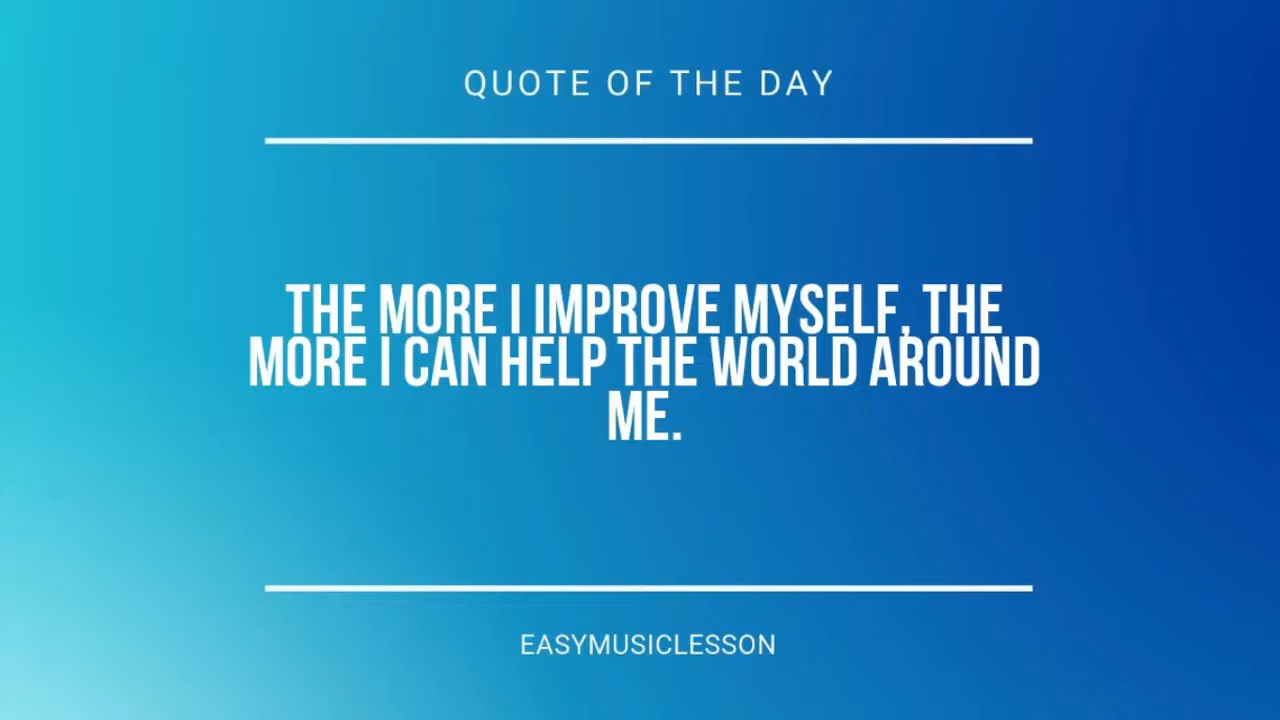 QUOTE OF THE DAY
THE MORE I IMPROVE MYSELF, THE
MORE I CAN HELP THE WORLD AROUND
ME.
EASYMUSICLESSON